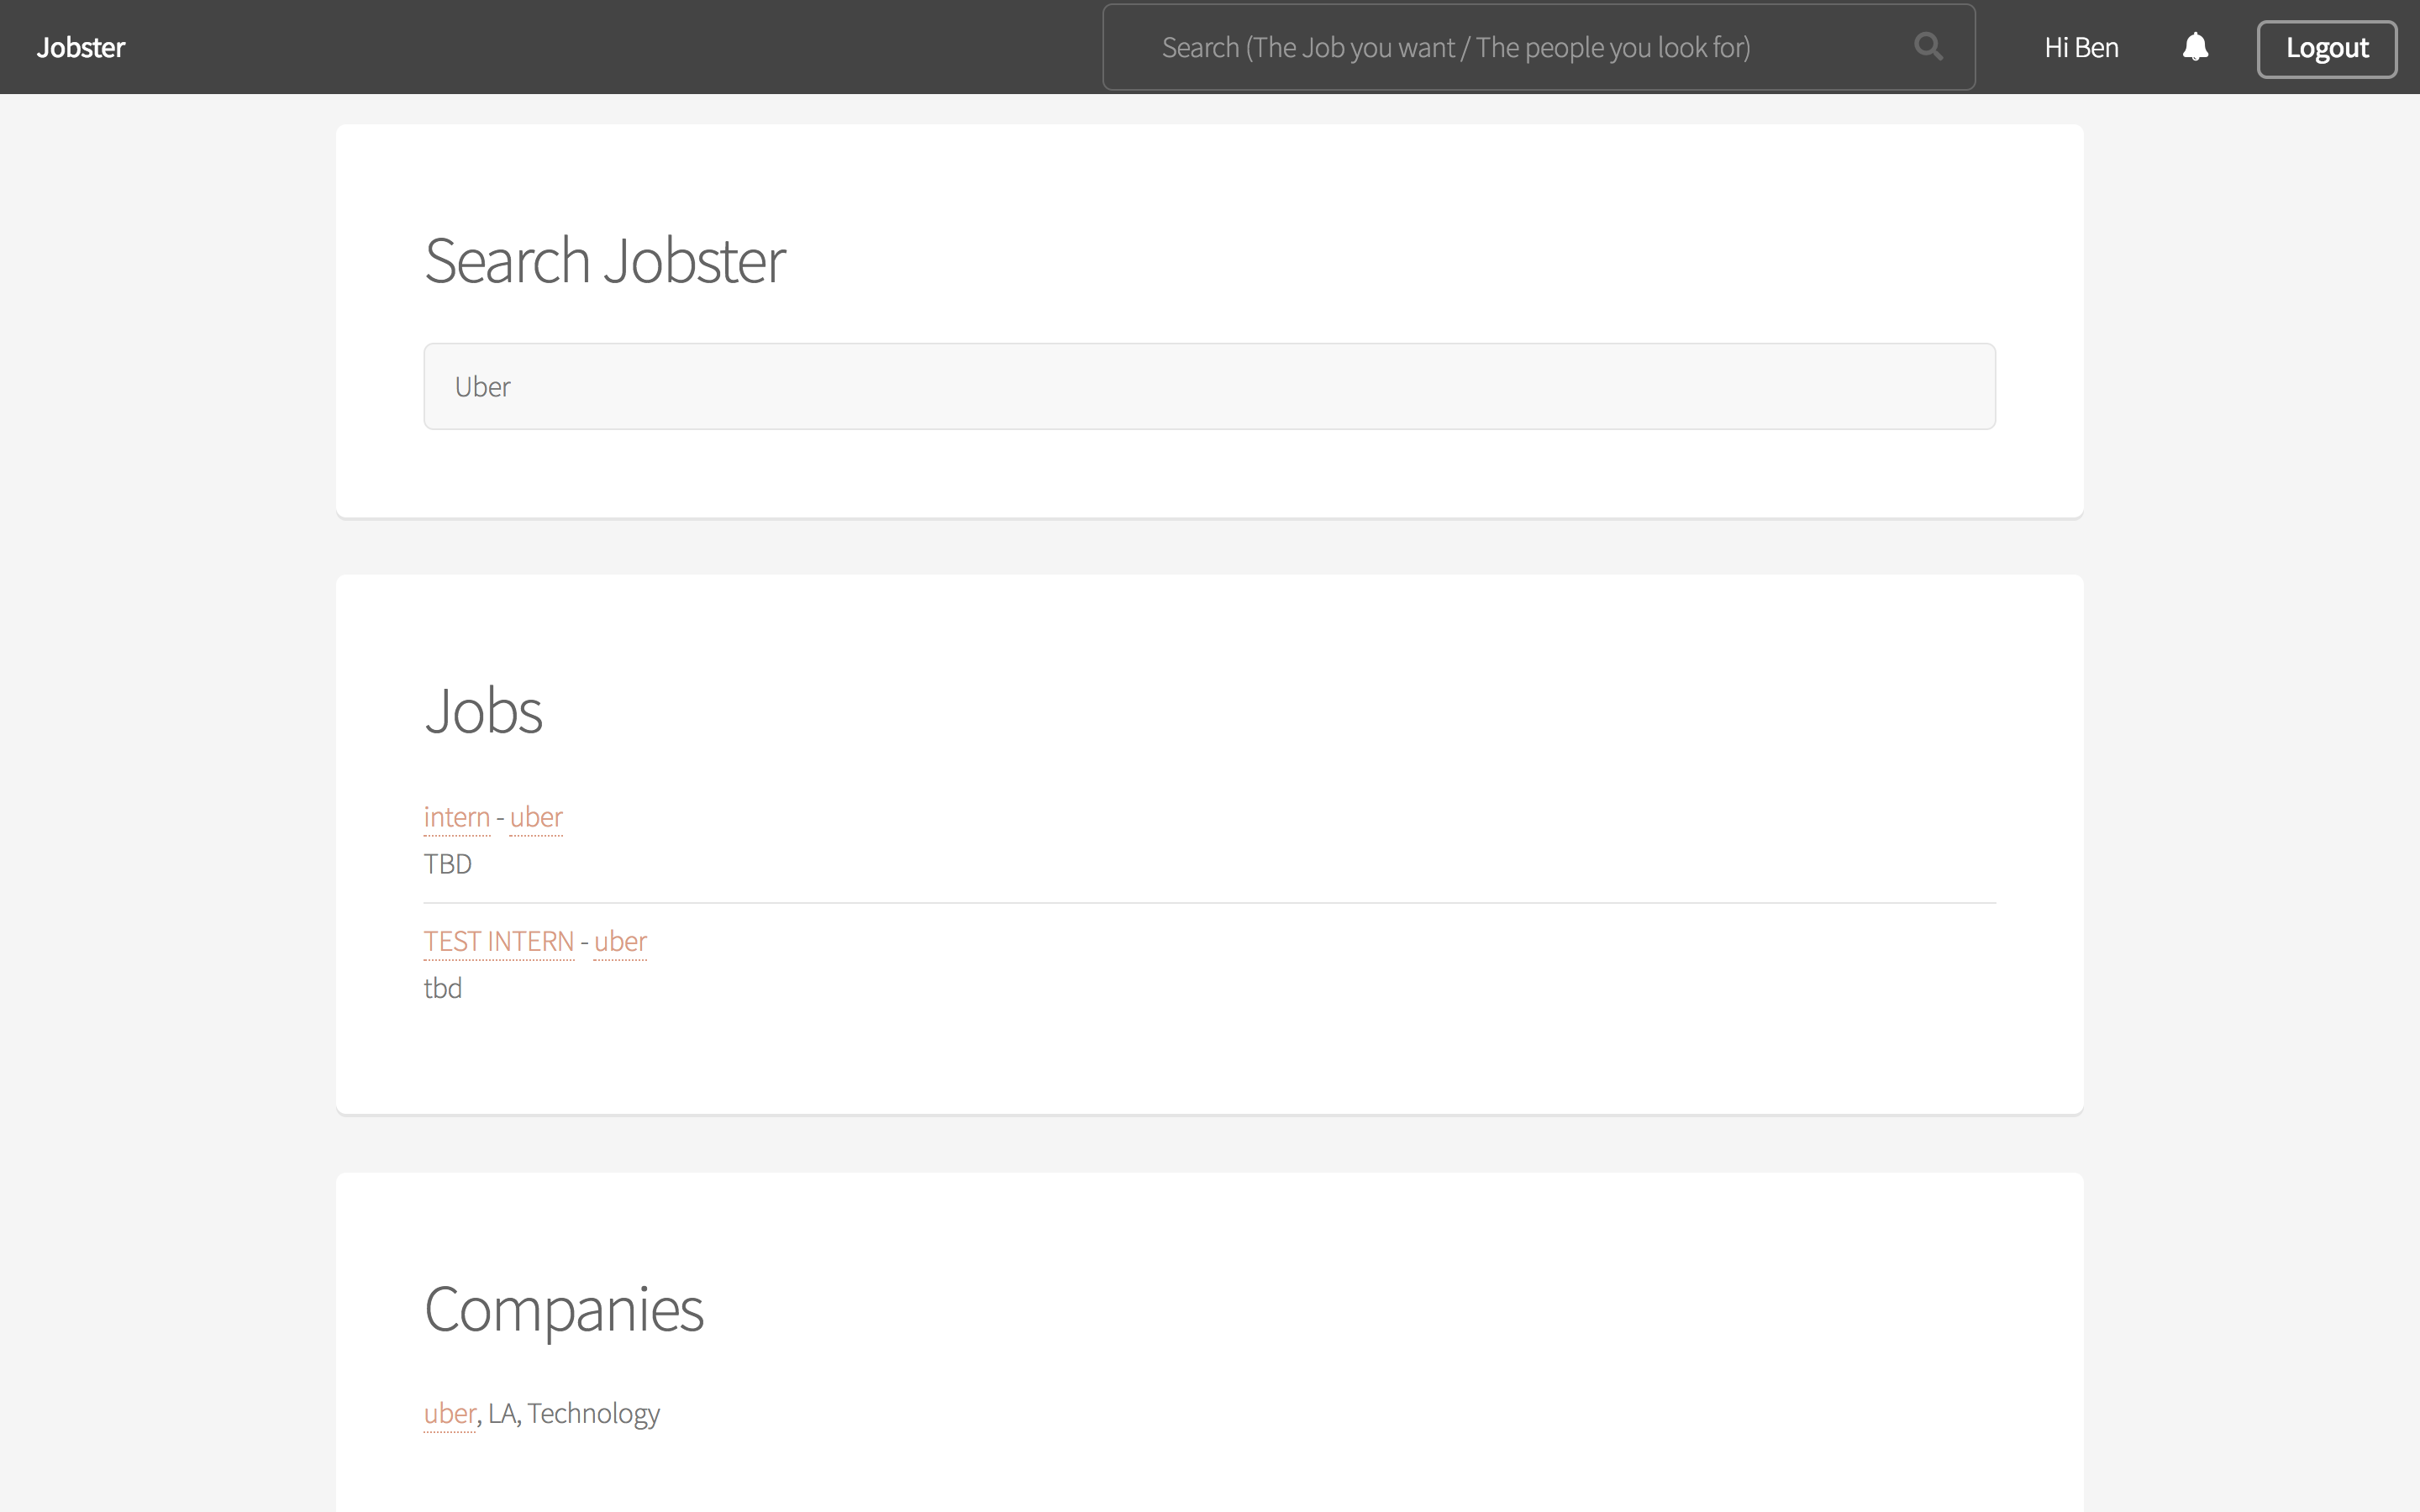 Jobster
Search (The Job you want / The people you look for)
Hi Ben
Logout
Search Jobster
Uber
Jobs
intern - uber
TBD
TEST INTERN - uber
tbd
Companies
uber, LA, Technology